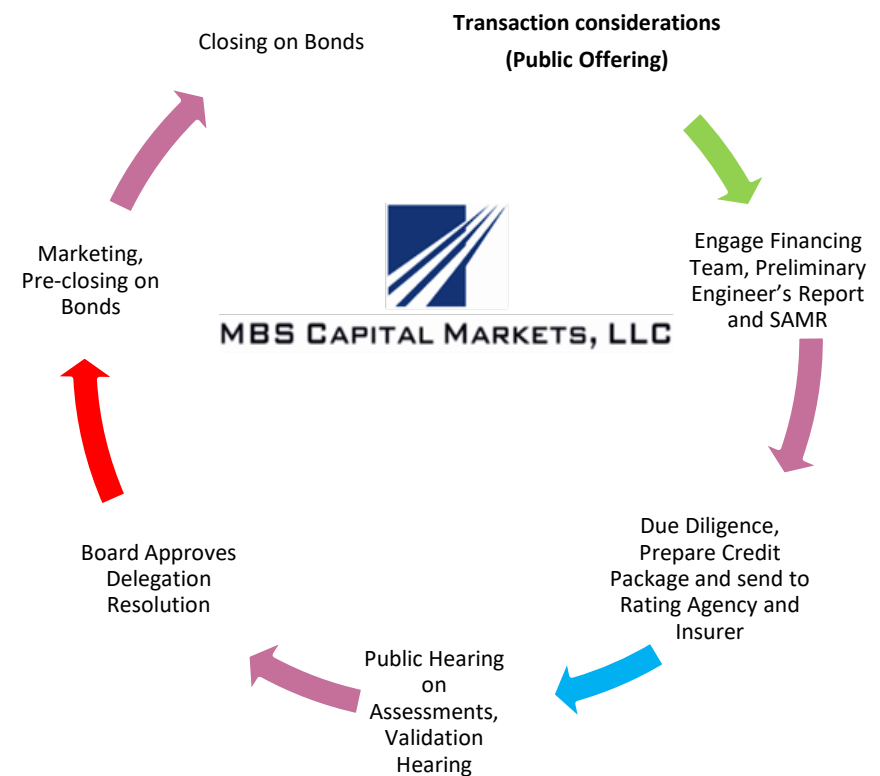 Transaction considerations
(Public Offering)
Engage Financing
Team, Preliminary
Engineer’s Report
and SAMR
Due Diligence,
Prepare Credit
Package and send to
Rating Agency and
Insurer
Public Hearing
on
Assessments,
Validation
Hearing
Board Approves
Delegation
Resolution
Marketing,
Pre-closing on
Bonds
Closing on Bonds
MBS CAPITAL MARKETS, LLC